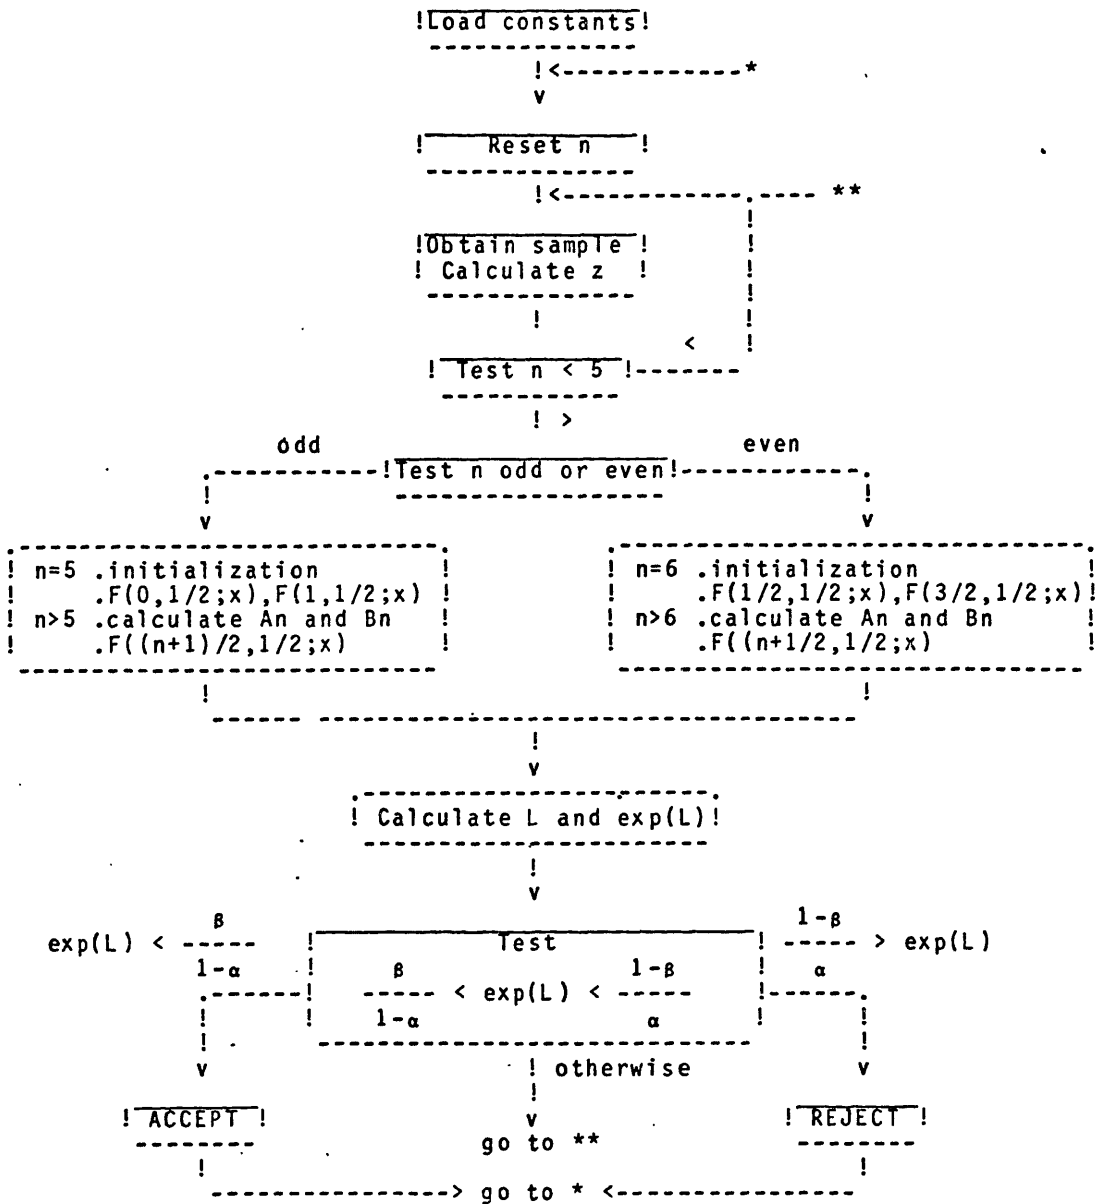 Load constants
*
Reset n
**
Obtain sample
Calculate z
<
Test n < 5
>
odd
Test n odd or even
even
n=5 .initialization
.F(0,1/2;x),F(1,1/2;x)
n>5 .calculate An and Bn
.F((n+1)/2,1/2;x)
n=6 .initialization
.F(1/2,1/2;x),F(3/2,1/2;x)
n>6 .calculate An and Bn
.F((n+1/2,1/2;x)
Calculate L and exp(L)
exp(L) < β ----- 1-α
Test
β ----- 1-α < exp(L) < 1-β ----- α
1-β ----- α > exp(L)
otherwise
ACCEPT
go to **
REJECT
go to *